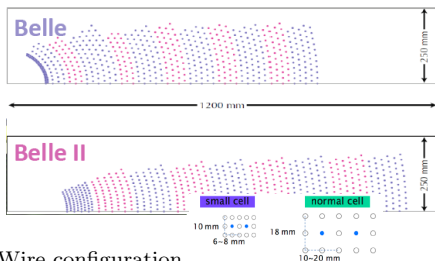 Belle
250 mm
1200 mm
Belle II
250 mm
small cell
normal cell
10 mm
6~8 mm
18 mm
10~20 mm
Wire configuration